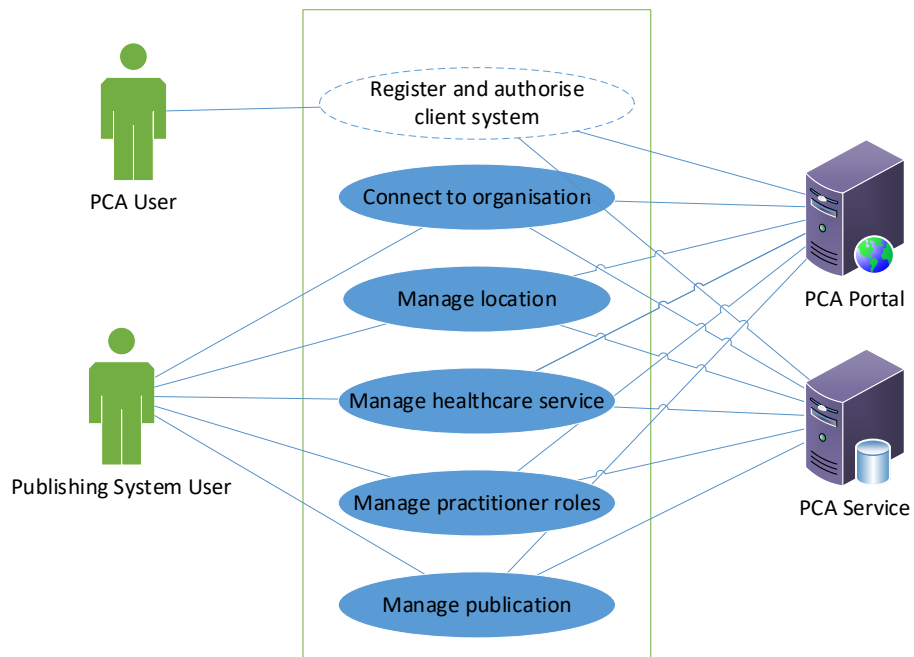 Register and authorise
client system
PCA User
Connect to organisation
Manage location
PCA Portal
Manage healthcare service
Publishing System User
Manage practitioner roles
PCA Service
Manage publication